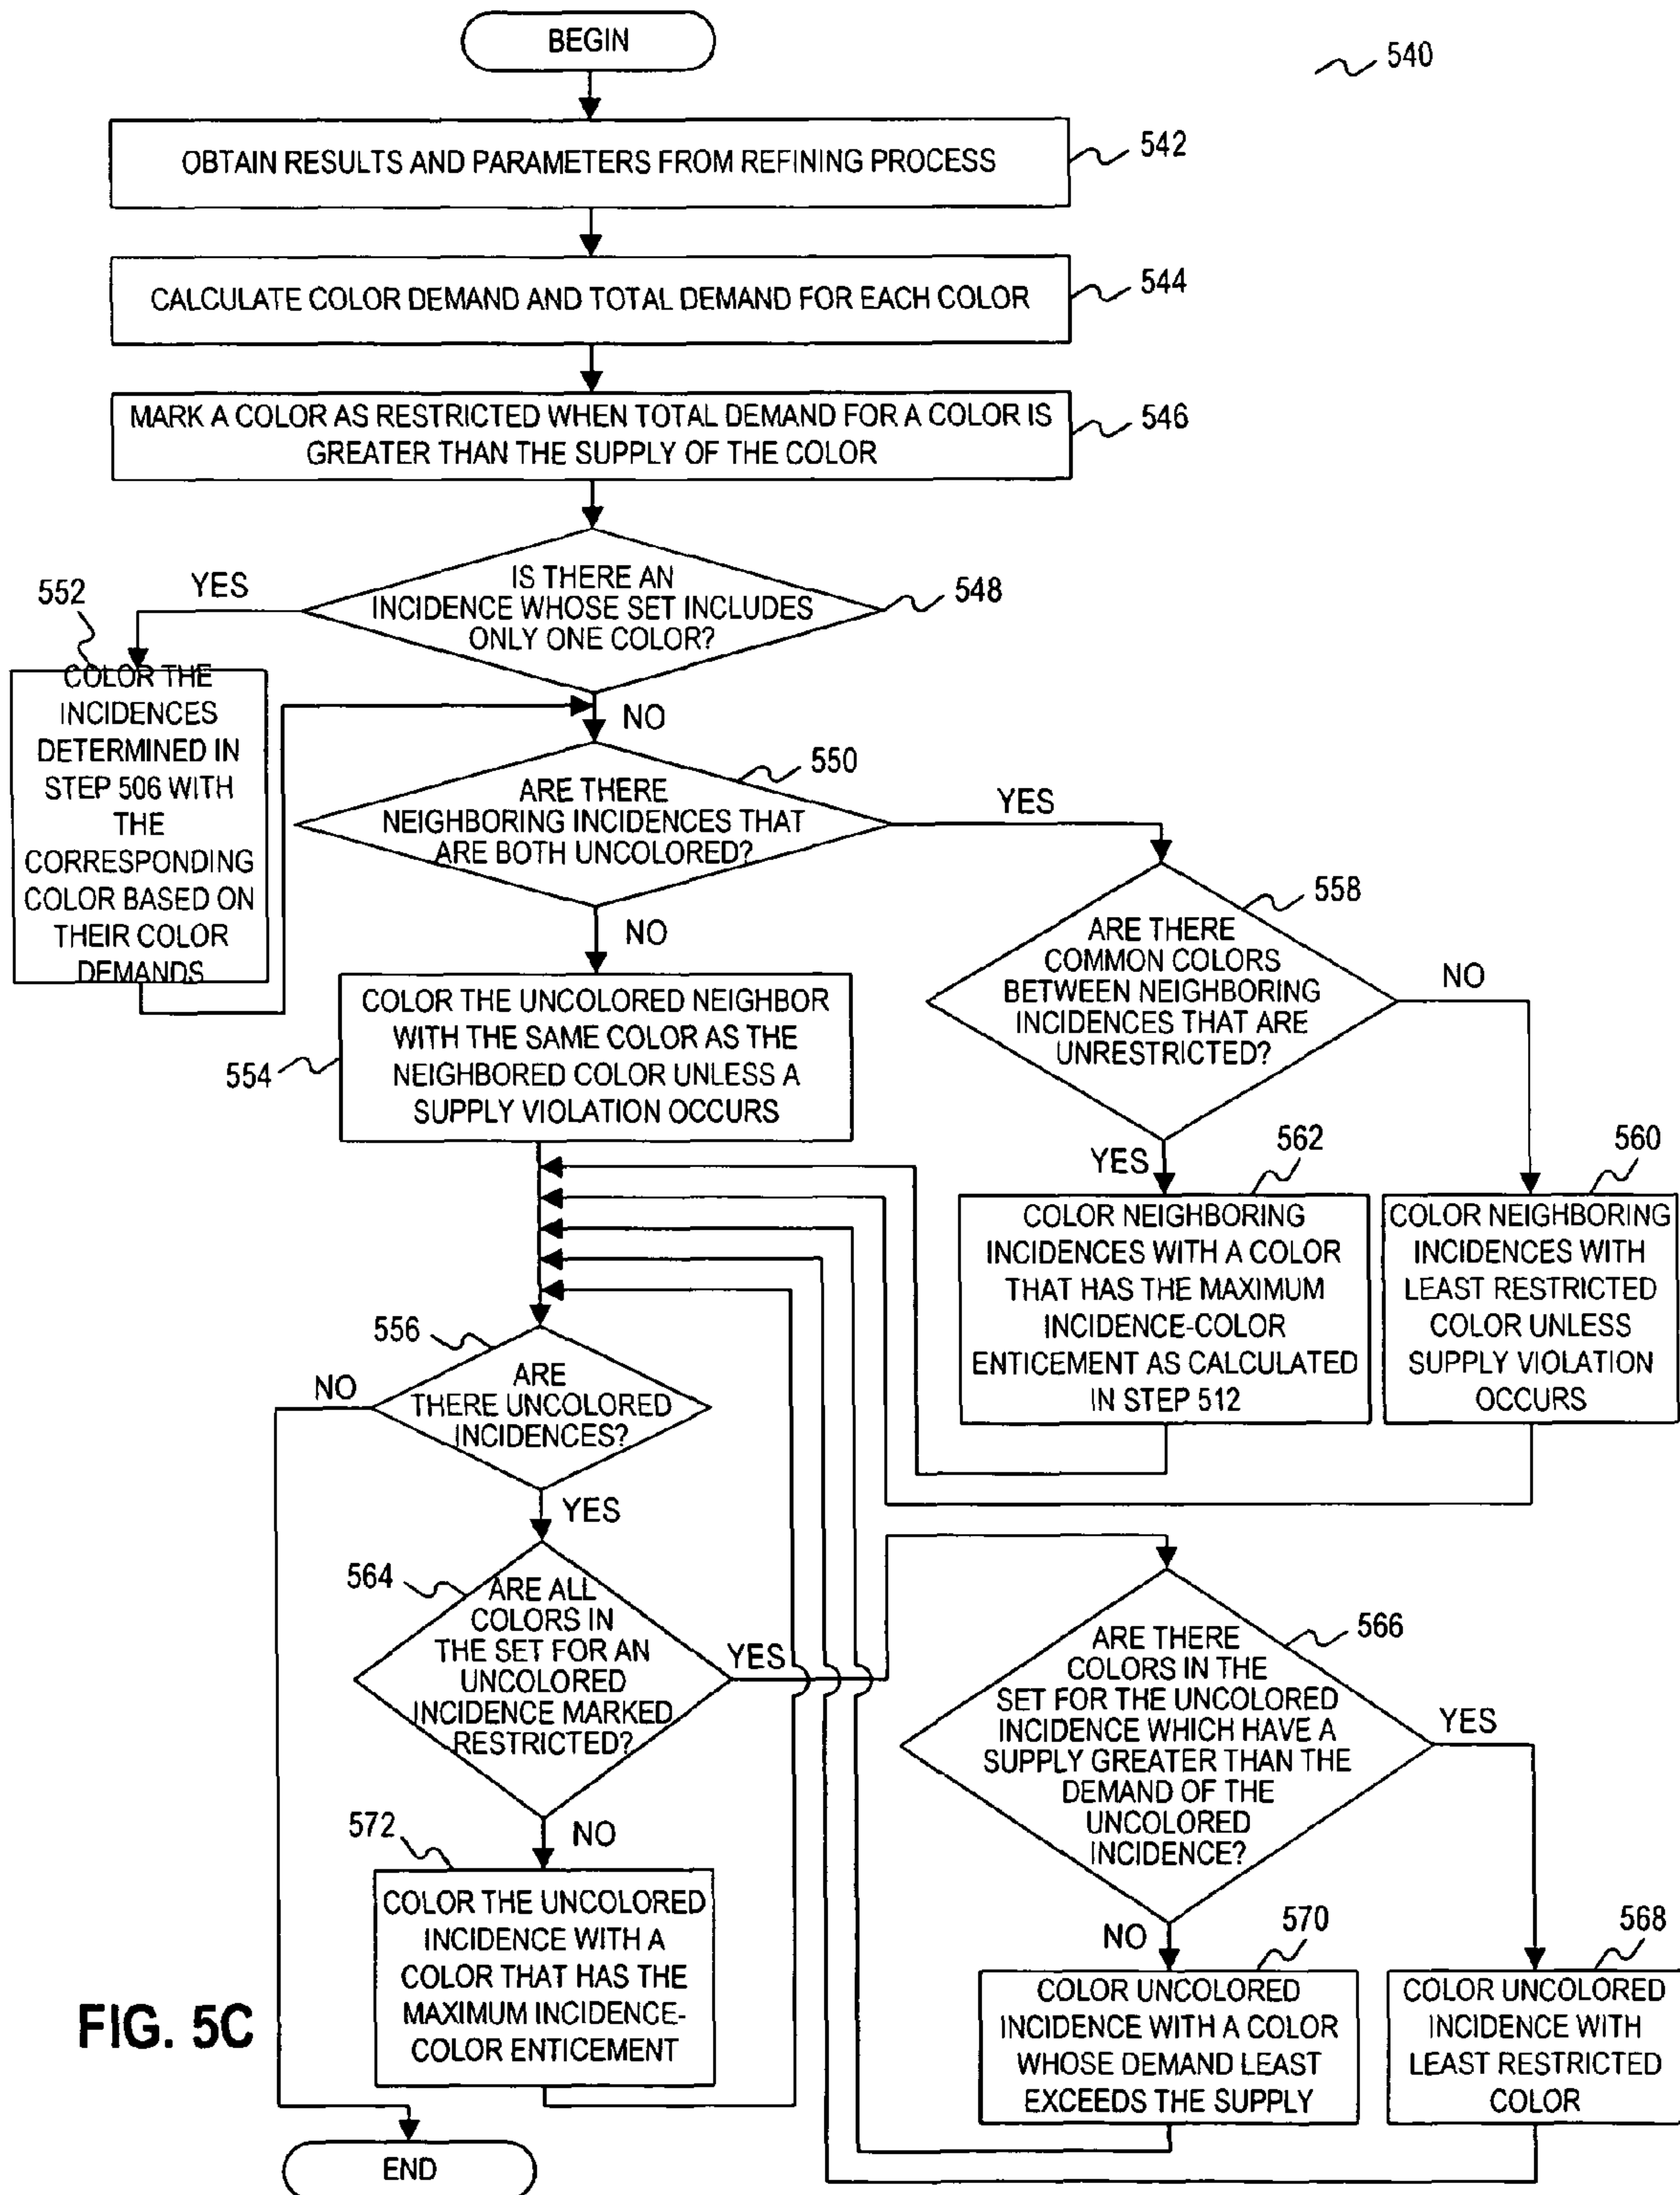 BEGIN
540
OBTAIN RESULTS AND PARAMETERS FROM REFINING PROCESS
542
CALCULATE COLOR DEMAND AND TOTAL DEMAND FOR EACH COLOR
544
MARK A COLOR AS RESTRICTED WHEN TOTAL DEMAND FOR A COLOR IS
GREATER THAN THE SUPPLY OF THE COLOR
546
IS THERE AN
INCIDENCE WHOSE SET INCLUDES
ONLY ONE COLOR?
548
YES
552
COLOR THE
INCIDENCES
DETERMINED IN
STEP 506 WITH
THE
CORRESPONDING
COLOR BASED ON
THEIR COLOR
DEMANDS
NO
ARE THERE
NEIGHBORING INCIDENCES THAT
ARE BOTH UNCOLORED?
550
YES
NO
COLOR THE UNCOLORED NEIGHBOR
WITH THE SAME COLOR AS THE
NEIGHBORED COLOR UNLESS A
SUPPLY VIOLATION OCCURS
554
ARE THERE
COMMON COLORS
BETWEEN NEIGHBORING
INCIDENCES THAT ARE
UNRESTRICTED?
558
NO
YES
562
COLOR NEIGHBORING
INCIDENCES WITH A COLOR
THAT HAS THE MAXIMUM
INCIDENCE-COLOR
ENTICEMENT AS CALCULATED
IN STEP 512
560
COLOR NEIGHBORING
INCIDENCES WITH
LEAST RESTRICTED
COLOR UNLESS
SUPPLY VIOLATION
OCCURS
556
ARE
THERE UNCOLORED
INCIDENCES?
NO
YES
564
ARE ALL
COLORS IN
THE SET FOR AN
UNCOLORED
INCIDENCE MARKED
RESTRICTED?
YES
NO
566
ARE THERE
COLORS IN THE
SET FOR THE UNCOLORED
INCIDENCE WHICH HAVE A
SUPPLY GREATER THAN THE
DEMAND OF THE
UNCOLORED
INCIDENCE?
YES
NO
572
COLOR THE UNCOLORED
INCIDENCE WITH A
COLOR THAT HAS THE
MAXIMUM INCIDENCE-
COLOR ENTICEMENT
570
COLOR UNCOLORED
INCIDENCE WITH A COLOR
WHOSE DEMAND LEAST
EXCEEDS THE SUPPLY
568
COLOR UNCOLORED
INCIDENCE WITH
LEAST RESTRICTED
COLOR
FIG. 5C
END